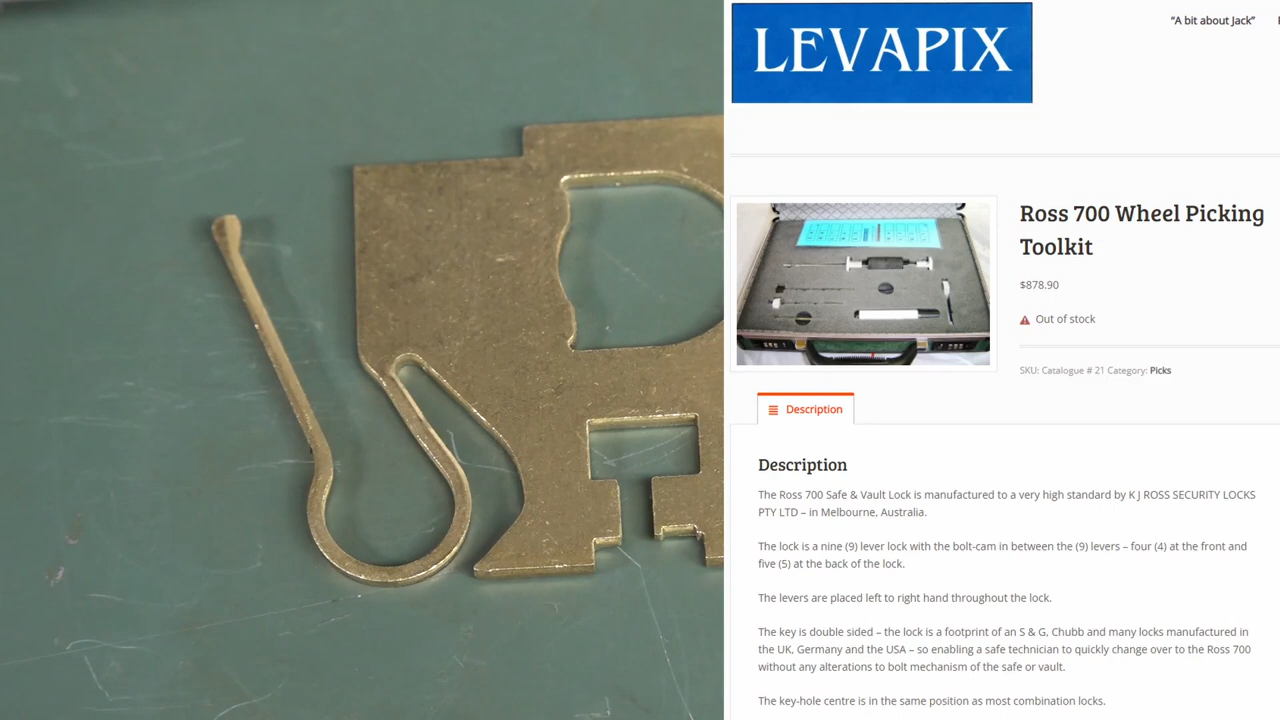 LEVAPIX
"A bit about Jack"
Ross 700 Wheel Picking
Toolkit
$878.90
Out of stock
SKU: Catalogue # 21 Category: Picks
Description
Description
The Ross 700 Safe & Vault Lock is manufactured to a very high standard by K J ROSS SECURITY LOCKS
PTY LTD – in Melbourne, Australia.
The lock is a nine (9) lever lock with the bolt-cam in between the (9) levers – four (4) at the front and
five (5) at the back of the lock.
The levers are placed left to right hand throughout the lock.
The key is double sided – the lock is a footprint of an S & G, Chubb and many locks manufactured in
the UK, Germany and the USA – so enabling a safe technician to quickly change over to the Ross 700
without any alterations to bolt mechanism of the safe or vault.
The key-hole centre is in the same position as most combination locks.